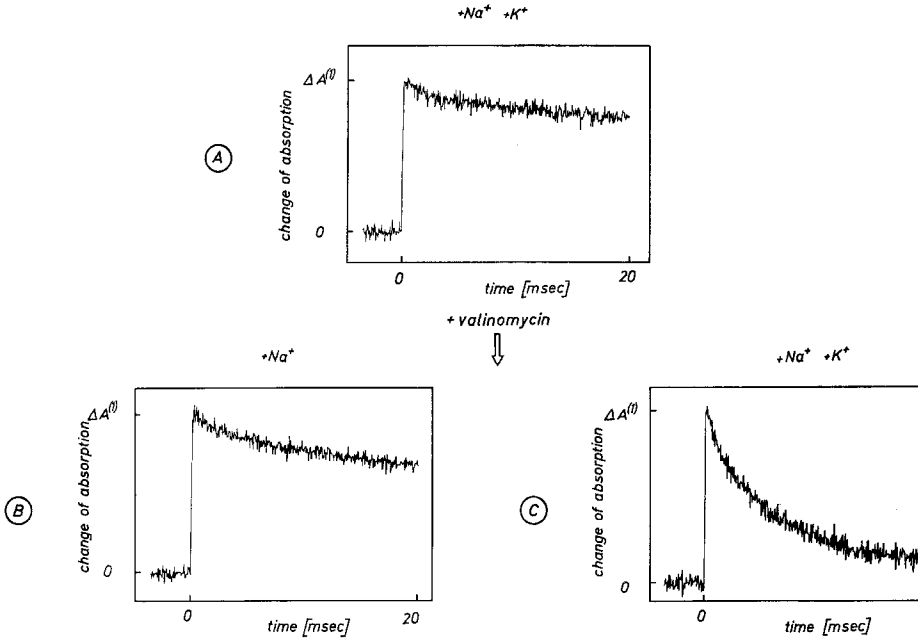 +Na⁺ +K⁺
ΔA⁽¹⁾
change of absorption
0
0
20
time [msec]
A
+ valinomycin
+Na⁺
ΔA⁽¹⁾
change of absorption
0
0
20
time [msec]
B
+Na⁺ +K⁺
ΔA⁽¹⁾
change of absorption
0
0
time [msec]
C